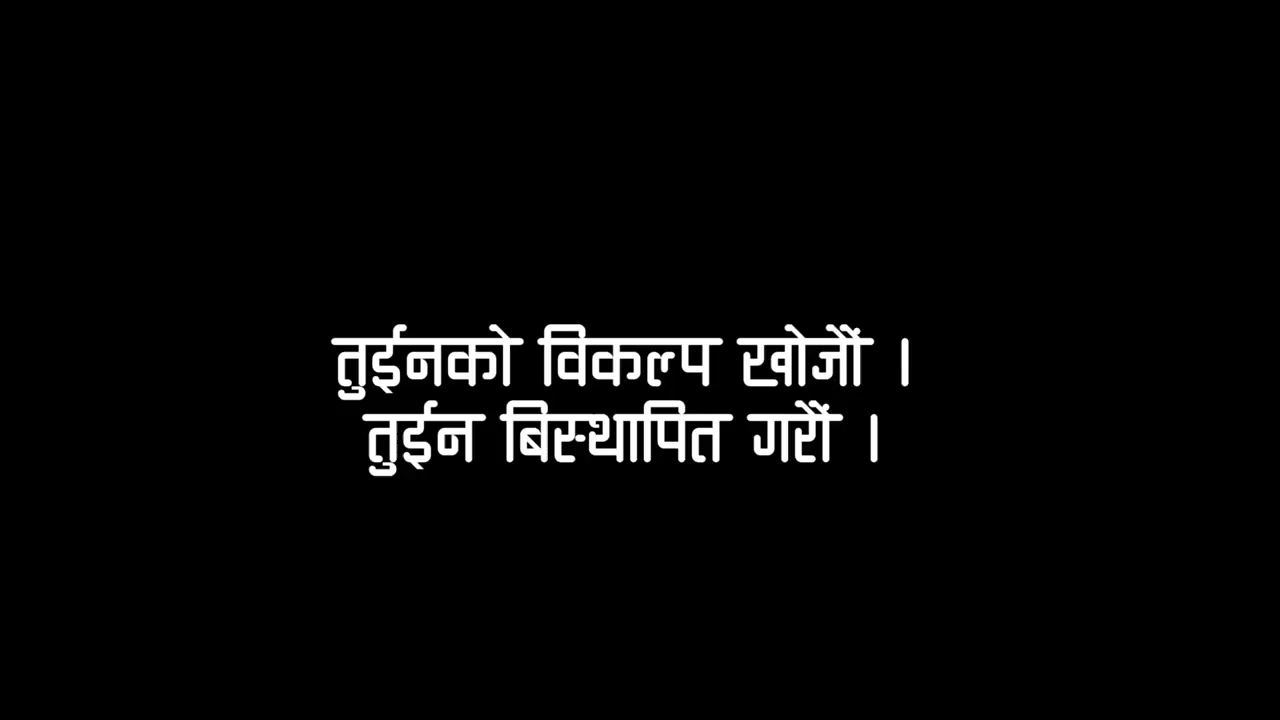 तुईनको विकल्प खोजौं ।
तुईन बिस्थापित गरौं ।